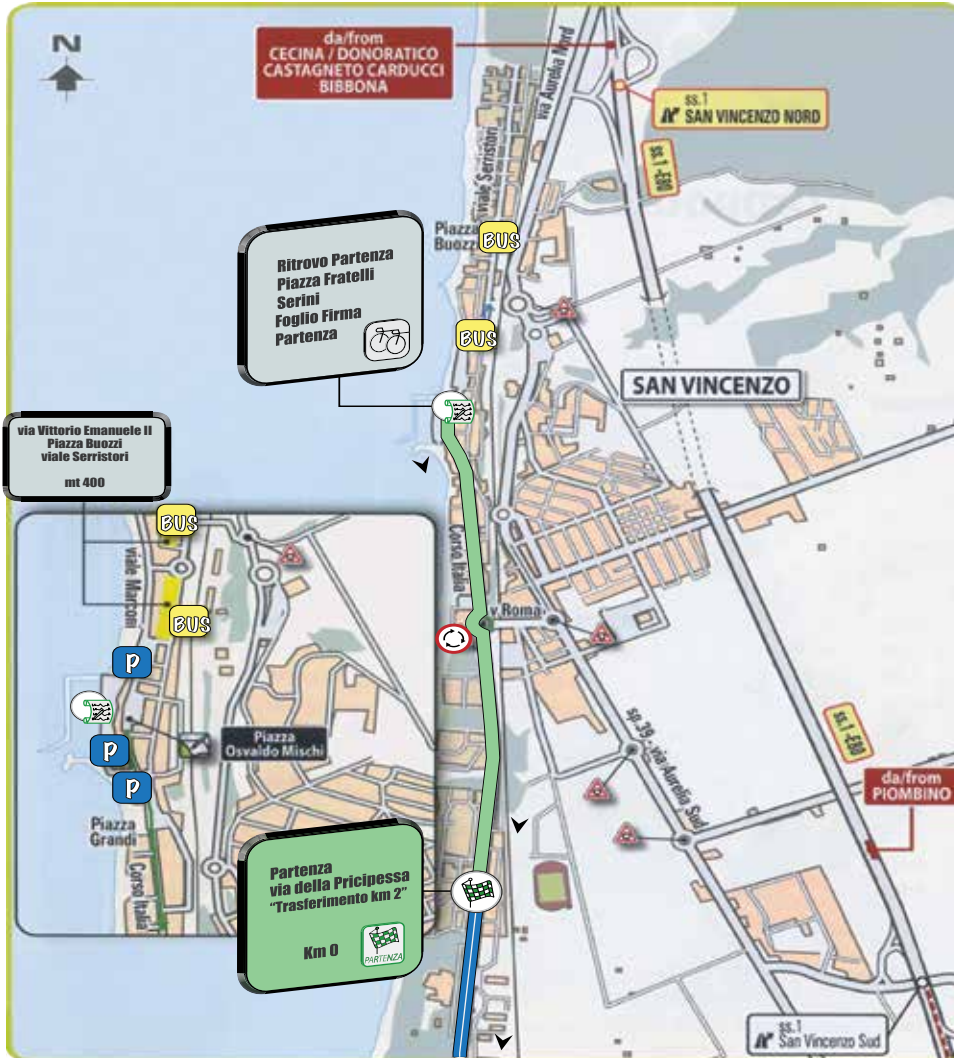 N
da/from
CECINA / DONORATICO
CASTAGNETO CARDUCCI
BIBBONA
via Aurelia Nord
ss.1
SAN VINCENZO NORD
ss.1 -E80
viale Serristori
Piazza
Buozzi
BUS
Ritrovo Partenza
Piazza Fratelli
Serini
Foglio Firma
Partenza
BUS
SAN VINCENZO
via Vittorio Emanuele II
Piazza Buozzi
viale Serristori
mt 400
BUS
viale Marconi
BUS
P
P
P
Piazza
Osvaldo Mischi
Piazza
Grandi
Corso Italia
Corso Italia
v. Roma
sp.39 - via Aurelia Sud
ss.1 -E80
da/from
PIOMBINO
Partenza
via della Pricipessa
“Trasferimento km 2”
Km 0
PARTENZA
ss.1
San Vincenzo Sud